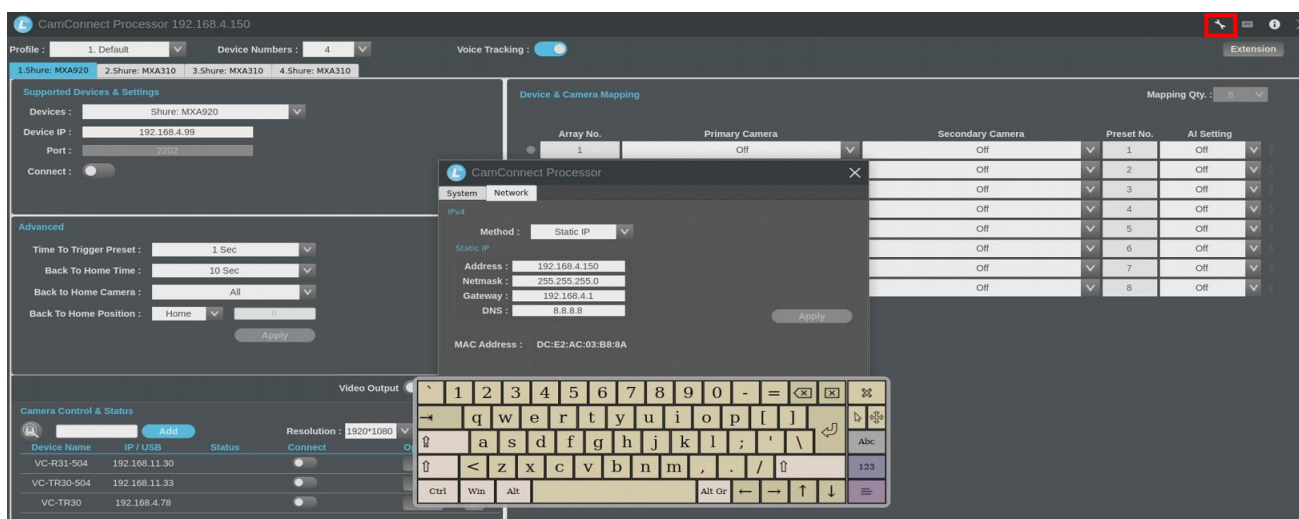 CamConnect Processor 192.168.4.150
Profile : 1. Default Device Numbers : 4 Voice Tracking : Extension
1.Shure: MXA920 2.Shure: MXA310 3.Shure: MXA310 4.Shure: MXA310
Supported Devices & Settings
Devices : Shure: MXA920
Device IP : 192.168.4.99
Port : 2202
Connect :
Device & Camera Mapping Mapping Qty. : 8
Array No. Primary Camera Secondary Camera Preset No. AI Setting
1 Off Off 1 Off
Off 2 Off
Off 3 Off
Off 4 Off
Off 5 Off
Off 6 Off
Off 7 Off
Off 8 Off
Advanced
Time To Trigger Preset : 1 Sec
Back To Home Time : 10 Sec
Back to Home Camera : All
Back To Home Position : Home 0
Apply
CamConnect Processor
System Network
IPv4
Method : Static IP
Static IP
Address : 192.168.4.150
Netmask : 255.255.255.0
Gateway : 192.168.4.1
DNS : 8.8.8.8
Apply
MAC Address : DC:E2:AC:03:B8:8A
Video Output
Camera Control & Status
Add Resolution : 1920*1080
Device Name IP / USB Status Connect
VC-R31-504 192.168.11.30
VC-TR30-504 192.168.11.33
VC-TR30 192.168.4.78
` 1 2 3 4 5 6 7 8 9 0 - =
q w e r t y u i o p [ ]
a s d f g h j k l ; ' \ Abc
< z x c v b n m , . / 123
Ctrl Win Alt Alt Gr ← → ↑ ↓